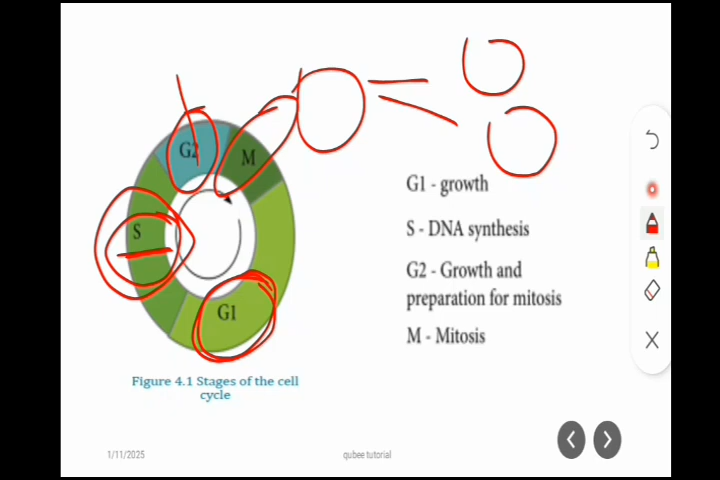 G2
M
S
G1
G1 - growth
S - DNA synthesis
G2 - Growth and
preparation for mitosis
M - Mitosis
Figure 4.1 Stages of the cell
cycle
1/11/2025
qubee tutorial